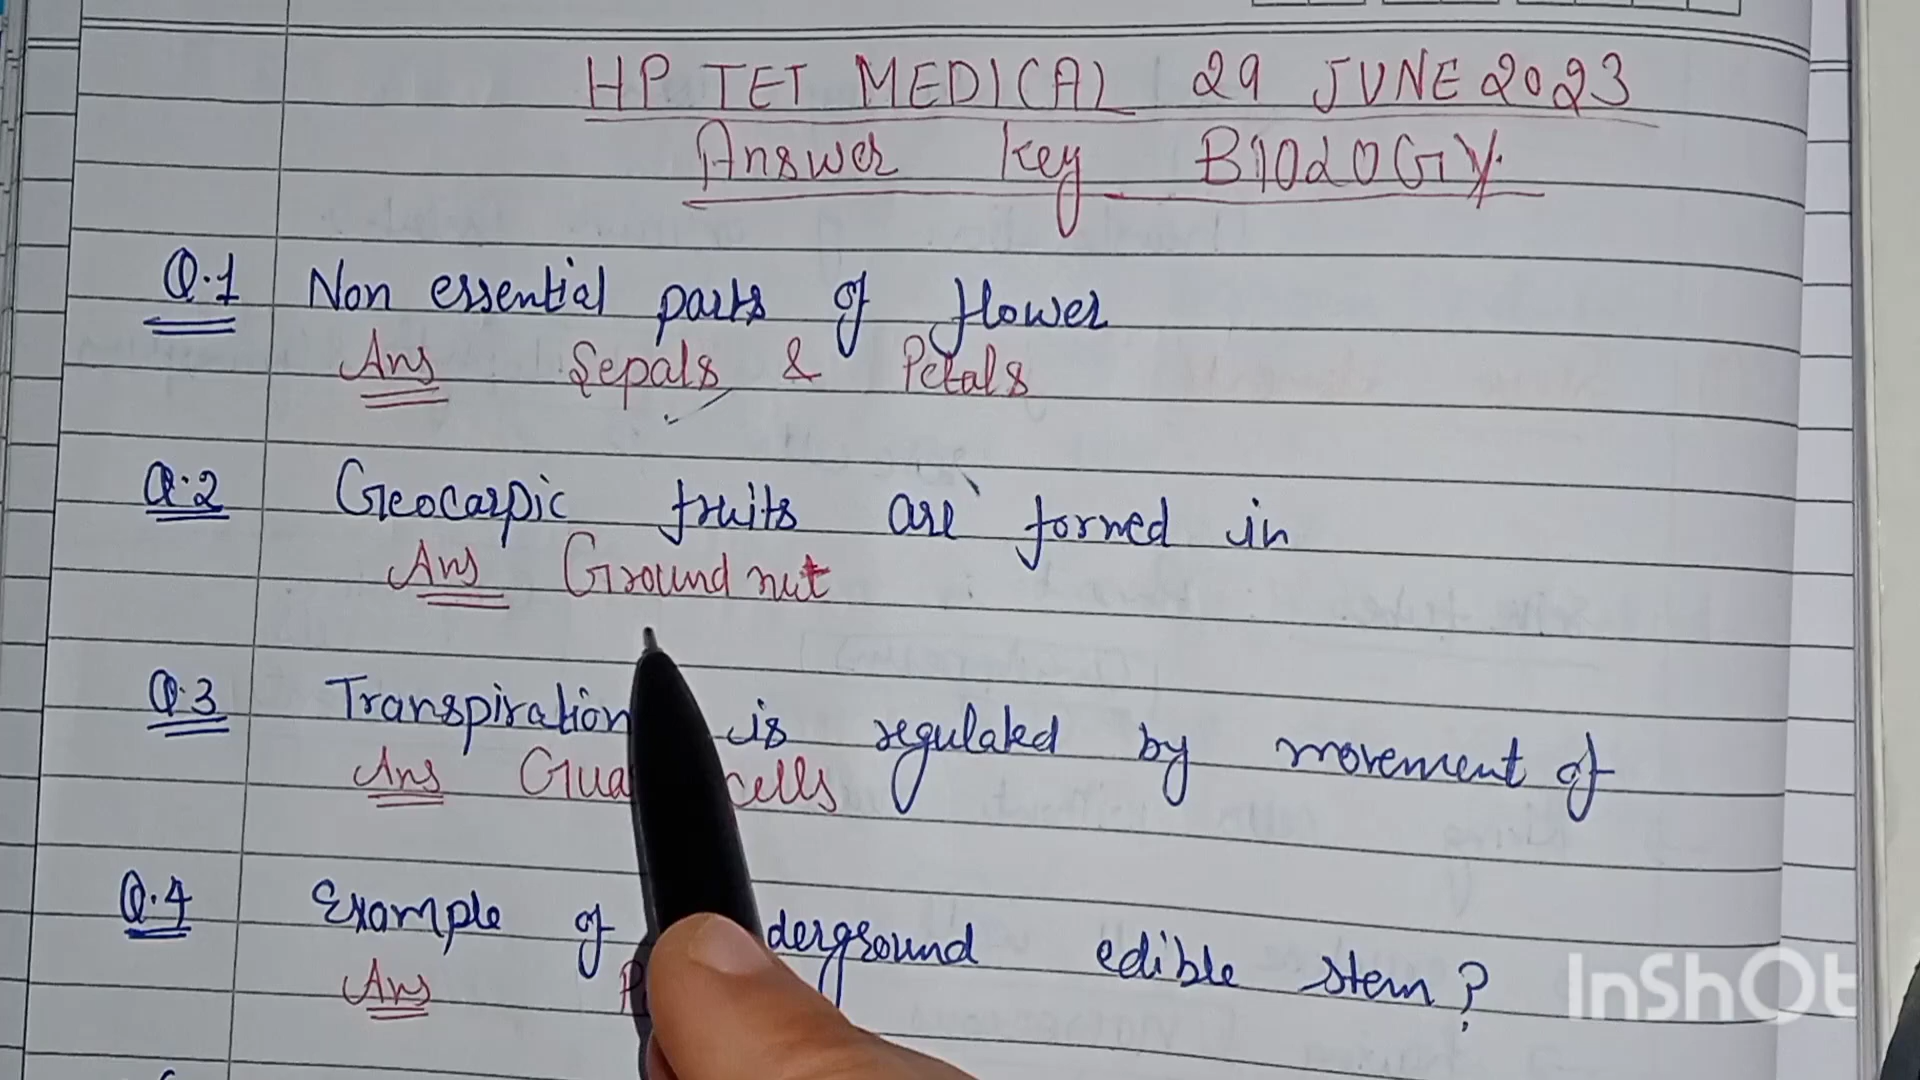 HP TET MEDICAL 29 JUNE 2023
Answer key BIOLOGY.
Q.1 Non essential parts of flower
Ans Sepals & Petals
Q.2 Geocarpic fruits are formed in
Ans Ground nut
Q.3 Transpiration is regulated by movement of
Ans cells
Q.4 Example of edible stem?
Ans
InShOt